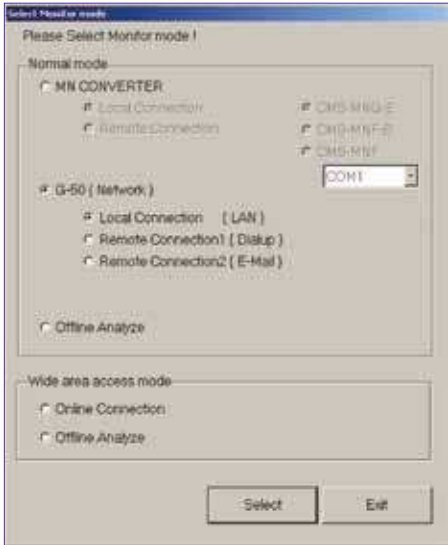 Select Monitor mode
Please Select Monitor mode !
Normal mode
MN CONVERTER
Local Connection
CMS-MNG-E
Remote Connection
CMS-MNF-B
CMS-MNF
COM1
G-50 ( Network )
Local Connection ( LAN )
Remote Connection1 ( Dialup )
Remote Connection2 ( E-Mail )
Offline Analyze
Wide area access mode
Online Connection
Offline Analyze
Select Exit